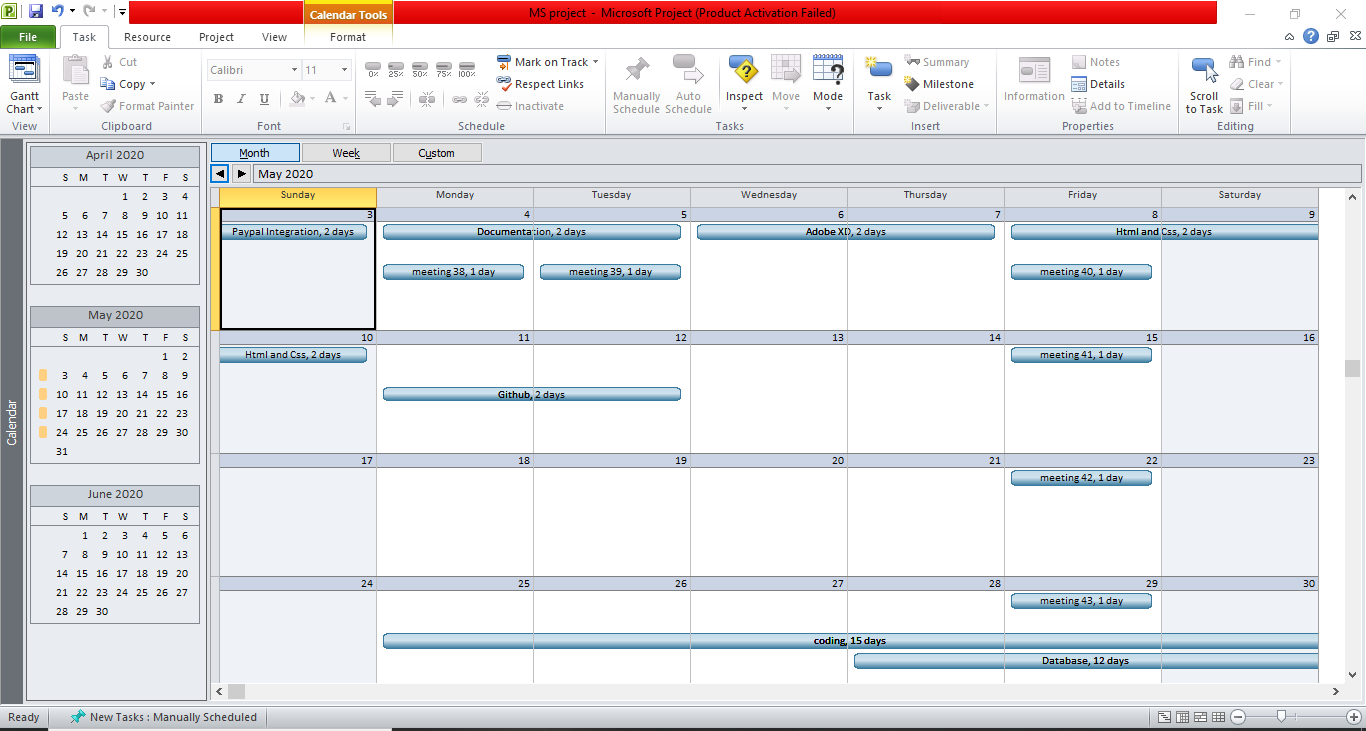 MS project - Microsoft Project (Product Activation Failed)
Calendar Tools
File Task Resource Project View Format
Gantt Chart
View
Paste
Cut
Copy
Format Painter
Clipboard
Calibri 11
B I U A
Font
0% 25% 50% 75% 100%
Mark on Track
Respect Links
Inactivate
Schedule
Manually Schedule
Auto Schedule
Inspect
Move
Mode
Tasks
Task
Summary
Milestone
Deliverable
Insert
Information
Notes
Details
Add to Timeline
Properties
Scroll to Task
Find
Clear
Fill
Editing
Calendar
April 2020
S M T W T F S
1 2 3 4
5 6 7 8 9 10 11
12 13 14 15 16 17 18
19 20 21 22 23 24 25
26 27 28 29 30
May 2020
S M T W T F S
1 2
3 4 5 6 7 8 9
10 11 12 13 14 15 16
17 18 19 20 21 22 23
24 25 26 27 28 29 30
31
June 2020
S M T W T F S
1 2 3 4 5 6
7 8 9 10 11 12 13
14 15 16 17 18 19 20
21 22 23 24 25 26 27
28 29 30
Month Week Custom
May 2020
Sunday Monday Tuesday Wednesday Thursday Friday Saturday
3 4 5 6 7 8 9
Paypal Integration, 2 days Documentation, 2 days Adobe XD, 2 days Html and Css, 2 days
meeting 38, 1 day meeting 39, 1 day meeting 40, 1 day
10 11 12 13 14 15 16
Html and Css, 2 days meeting 41, 1 day
Github, 2 days
17 18 19 20 21 22 23
meeting 42, 1 day
24 25 26 27 28 29 30
meeting 43, 1 day
coding, 15 days
Database, 12 days
Ready New Tasks : Manually Scheduled